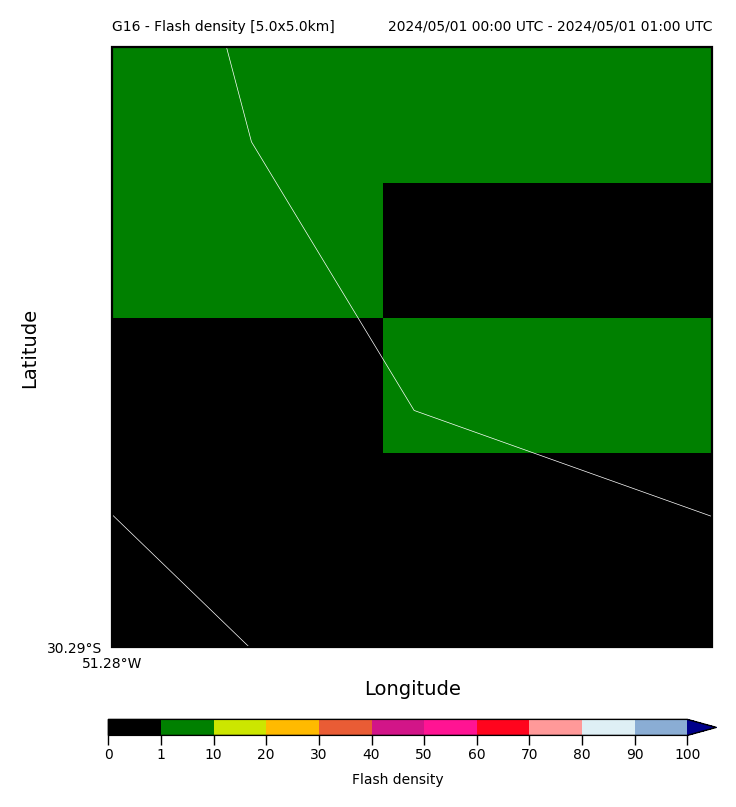 G16 - Flash density [5.0x5.0km] 2024/05/01 00:00 UTC - 2024/05/01 01:00 UTC
Latitude
30.29°S
51.28°W
Longitude
0 1 10 20 30 40 50 60 70 80 90 100
Flash density